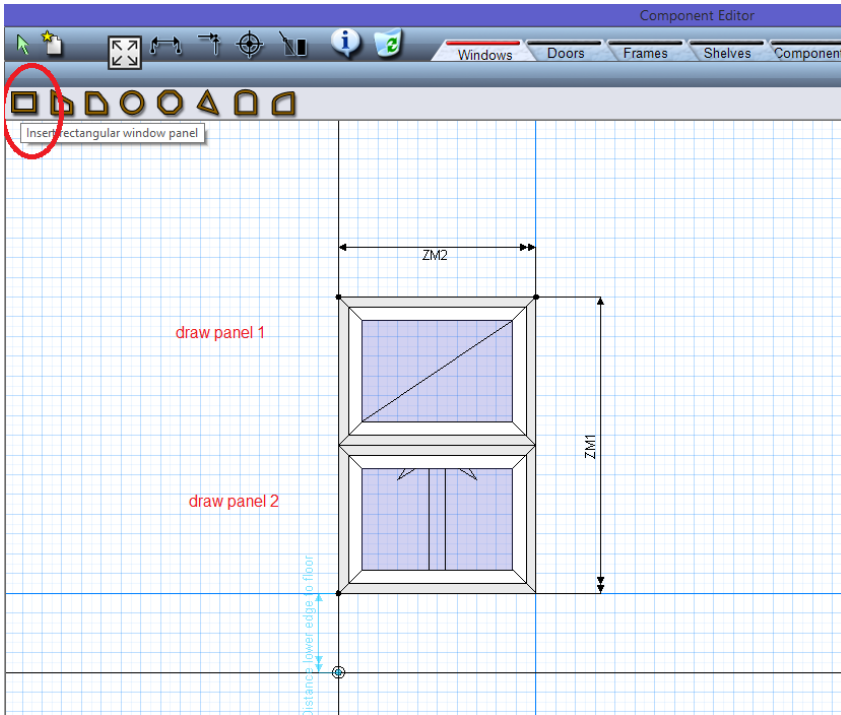 Component Editor
Windows Doors Frames Shelves Component
Insert rectangular window panel
ZM2
draw panel 1
ZM1
draw panel 2
Distance lower edge to floor